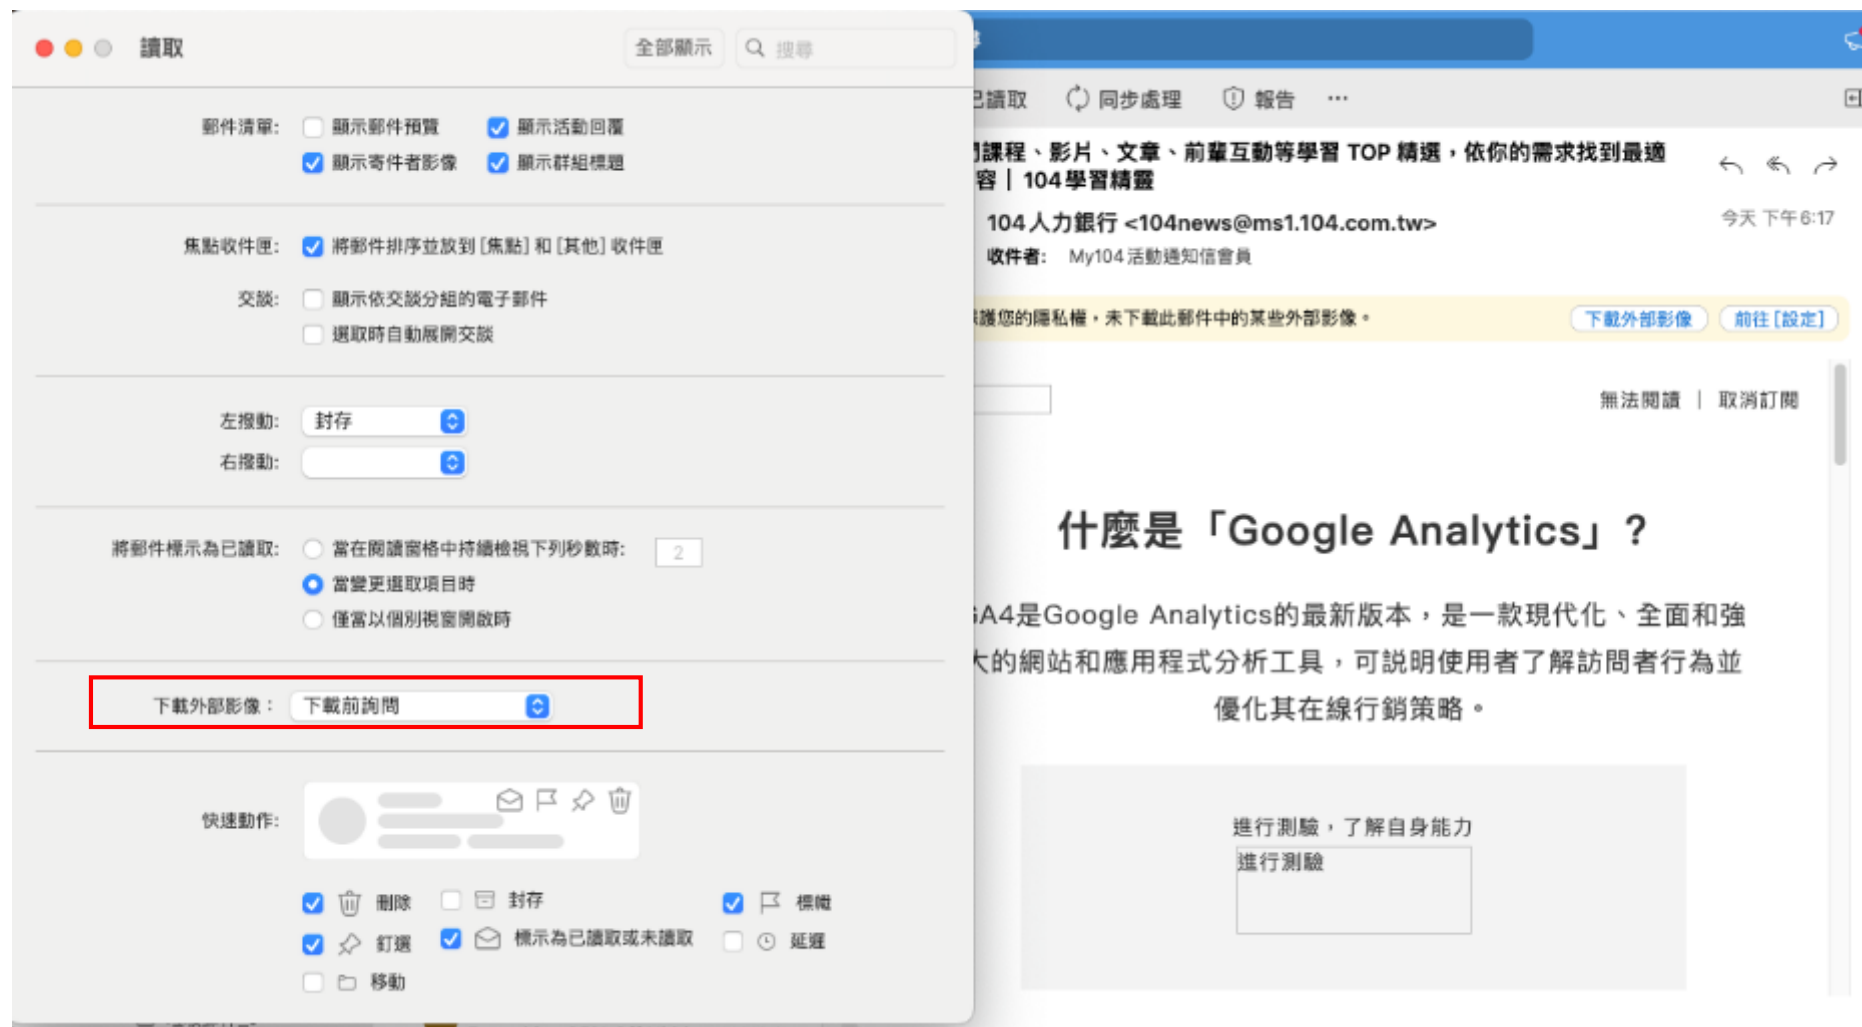 讀取
全部顯示
搜尋
郵件清單:
顯示郵件預覽
顯示活動回覆
顯示寄件者影像
顯示群組標題
焦點收件匣:
將郵件排序並放到 [焦點] 和 [其他] 收件匣
交談:
顯示依交談分組的電子郵件
選取時自動展開交談
左撥動:
封存
右撥動:
將郵件標示為已讀取:
當在閱讀窗格中持續檢視下列秒數時:
2
當變更選取項目時
僅當以個別視窗開啟時
下載外部影像：
下載前詢問
快速動作:
刪除
封存
標幟
釘選
標示為已讀取或未讀取
延遲
移動
已讀取
同步處理
報告
···
課程、影片、文章、前輩互動等學習 TOP 精選，依你的需求找到最適
容｜ 104學習精靈
104人力銀行 <104news@ms1.104.com.tw>
今天 下午6:17
收件者: My104活動通知信會員
護您的隱私權，未下載此郵件中的某些外部影像。
下載外部影像
前往 [設定]
無法閱讀 ｜ 取消訂閱
什麼是「Google Analytics」?
GA4是Google Analytics的最新版本，是一款現代化、全面和強
大的網站和應用程式分析工具，可説明使用者了解訪問者行為並
優化其在線行銷策略。
進行測驗，了解自身能力
進行測驗